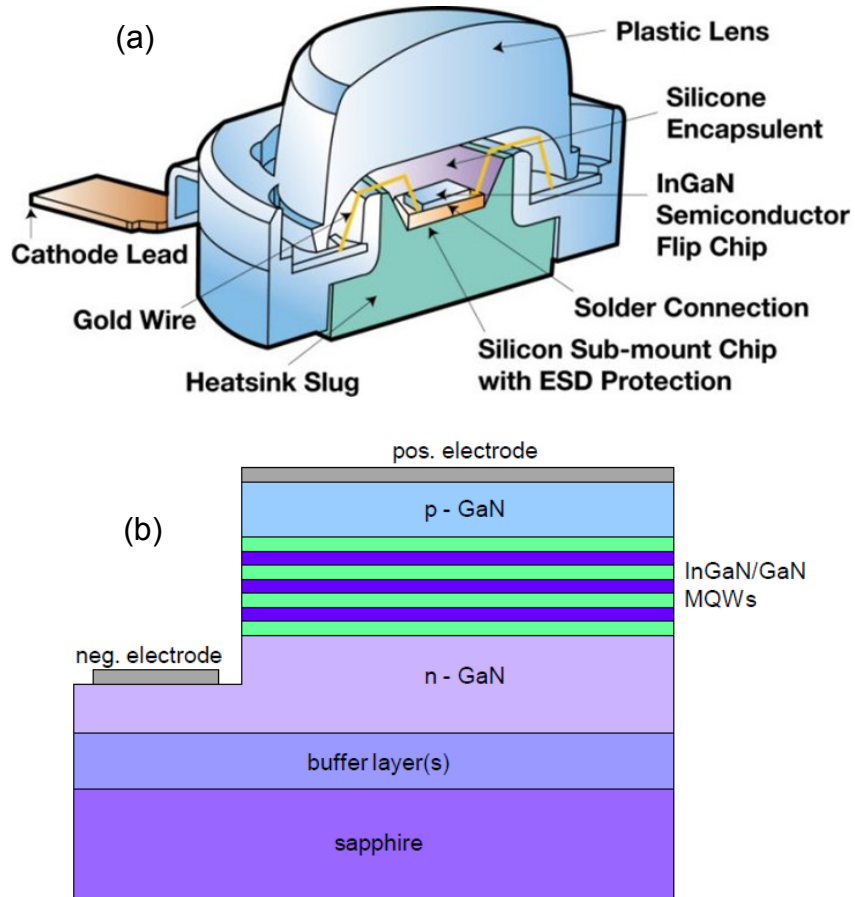 (a)
Plastic Lens
Silicone
Encapsulent
InGaN
Semiconductor
Flip Chip
Solder Connection
Silicon Sub-mount Chip
with ESD Protection
Cathode Lead
Gold Wire
Heatsink Slug
(b)
pos. electrode
p - GaN
InGaN/GaN
MQWs
neg. electrode
n - GaN
buffer layer(s)
sapphire